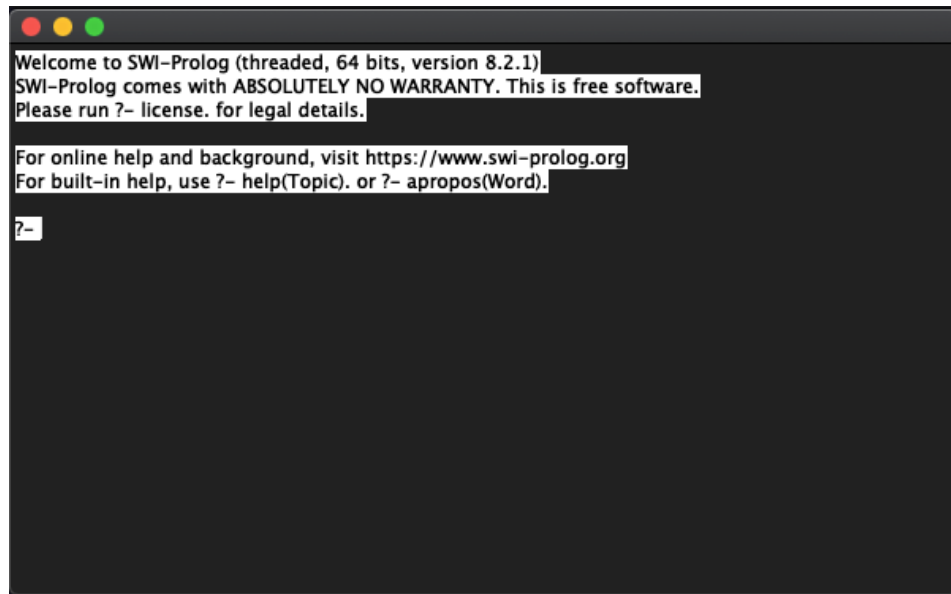 Welcome to SWI-Prolog (threaded, 64 bits, version 8.2.1)
SWI-Prolog comes with ABSOLUTELY NO WARRANTY. This is free software.
Please run ?- license. for legal details.
For online help and background, visit https://www.swi-prolog.org
For built-in help, use ?- help(Topic). or ?- apropos(Word).
?-